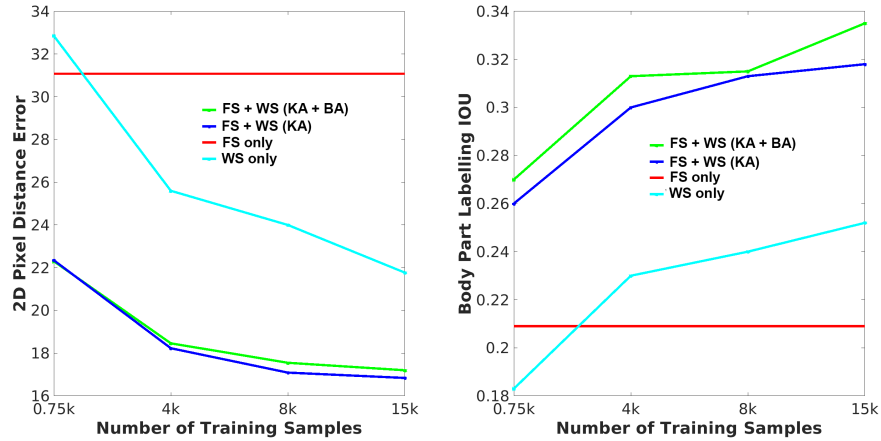 34
32
30
28
26
24
22
20
18
16
2D Pixel Distance Error
FS + WS (KA + BA)
FS + WS (KA)
FS only
WS only
0.75k 4k 8k 15k
Number of Training Samples
0.34
0.32
0.3
0.28
0.26
0.24
0.22
0.2
0.18
Body Part Labelling IOU
FS + WS (KA + BA)
FS + WS (KA)
FS only
WS only
0.75k 4k 8k 15k
Number of Training Samples